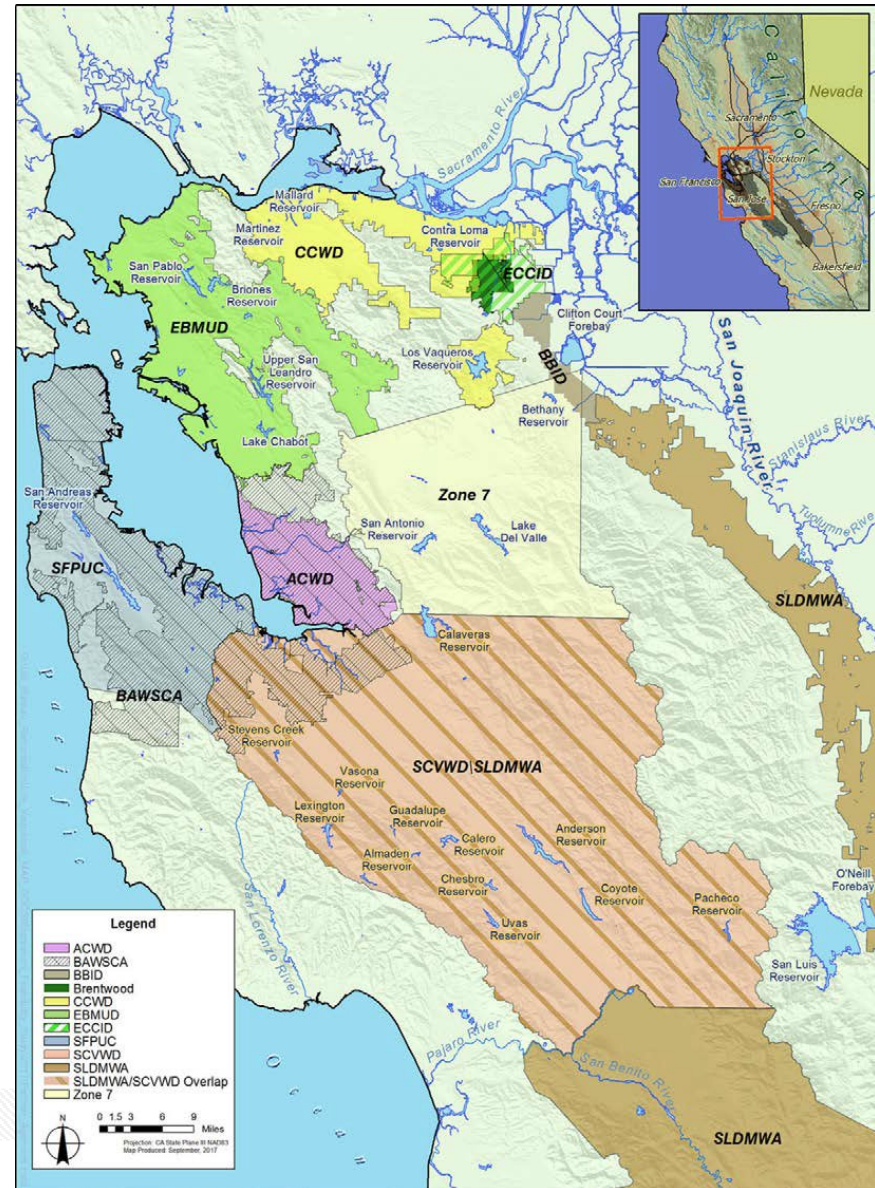 California
Nevada
Sacramento
Stockton
San Francisco
San Jose
Fresno
Bakersfield
Sacramento River
Mallard
Reservoir
Martinez
Reservoir
CCWD
Contra Loma
Reservoir
ECCID
San Pablo
Reservoir
Briones
Reservoir
EBMUD
Clifton Court
Forebay
Los Vaqueros
Reservoir
BBID
Upper San
Leandro
Reservoir
Bethany
Reservoir
San Joaquin River
Stanislaus River
Lake Chabot
Zone 7
Tuolumne River
San Andreas
Reservoir
San Antonio
Reservoir
Lake
Del Valle
SFPUC
ACWD
SLDMWA
Calaveras
Reservoir
BAWSCA
Stevens Creek
Reservoir
SCVWD\SLDMWA
Vasona
Reservoir
Lexington
Reservoir
Guadalupe
Reservoir
Calero
Reservoir
Anderson
Reservoir
Almaden
Reservoir
Chesbro
Reservoir
Coyote
Reservoir
Pacheco
Reservoir
O'Neill
Forebay
Uvas
Reservoir
San Luis
Reservoir
San Lorenzo River
Pajaro River
San Benito River
SLDMWA
Pacific Ocean
Legend
ACWD
BAWSCA
BBID
Brentwood
CCWD
EBMUD
ECCID
SFPUC
SCVWD
SLDMWA
SLDMWA/SCVWD Overlap
Zone 7
N
0 1.5 3 6 9
Miles
Projection: CA State Plane III NAD83
Map Produced: September, 2017